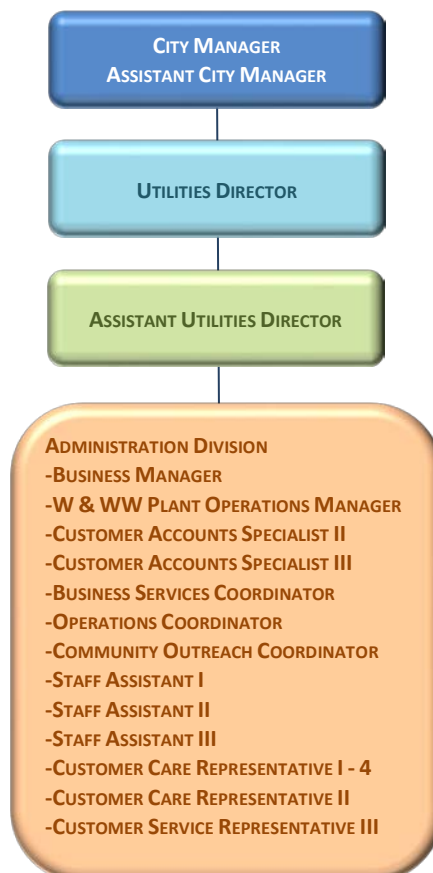 CITY MANAGER
ASSISTANT CITY MANAGER
UTILITIES DIRECTOR
ASSISTANT UTILITIES DIRECTOR
ADMINISTRATION DIVISION
-BUSINESS MANAGER
-W & WW PLANT OPERATIONS MANAGER
-CUSTOMER ACCOUNTS SPECIALIST II
-CUSTOMER ACCOUNTS SPECIALIST III
-BUSINESS SERVICES COORDINATOR
-OPERATIONS COORDINATOR
-COMMUNITY OUTREACH COORDINATOR
-STAFF ASSISTANT I
-STAFF ASSISTANT II
-STAFF ASSISTANT III
-CUSTOMER CARE REPRESENTATIVE I - 4
-CUSTOMER CARE REPRESENTATIVE II
-CUSTOMER SERVICE REPRESENTATIVE III